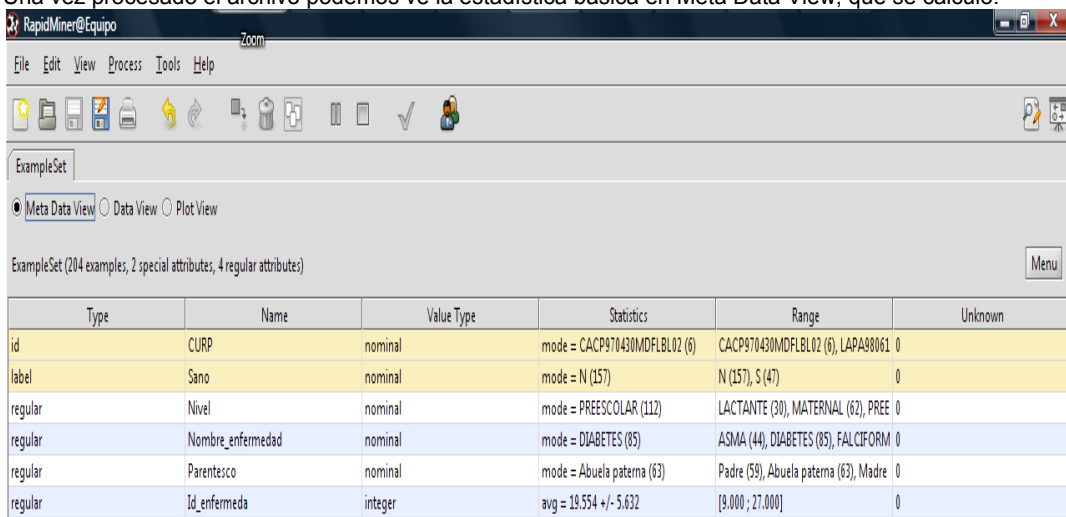 Una vez procesado el archivo podemos ve la estadística básica en Meta Data View, que se calculo:
RapidMiner@Equipo
Zoom
File Edit View Process Tools Help
ExampleSet
Meta Data View Data View Plot View
ExampleSet (204 examples, 2 special attributes, 4 regular attributes) Menu
Type Name Value Type Statistics Range Unknown
id CURP nominal mode = CACP970430MDFLBL02 (6) CACP970430MDFLBL02 (6), LAPA98061 0
label Sano nominal mode = N (157) N (157), S (47) 0
regular Nivel nominal mode = PREESCOLAR (112) LACTANTE (30), MATERNAL (62), PREE 0
regular Nombre_enfermedad nominal mode = DIABETES (85) ASMA (44), DIABETES (85), FALCIFORM 0
regular Parentesco nominal mode = Abuela paterna (63) Padre (59), Abuela paterna (63), Madre 0
regular Id_enfermeda integer avg = 19.554 +/- 5.632 [9.000 ; 27.000] 0